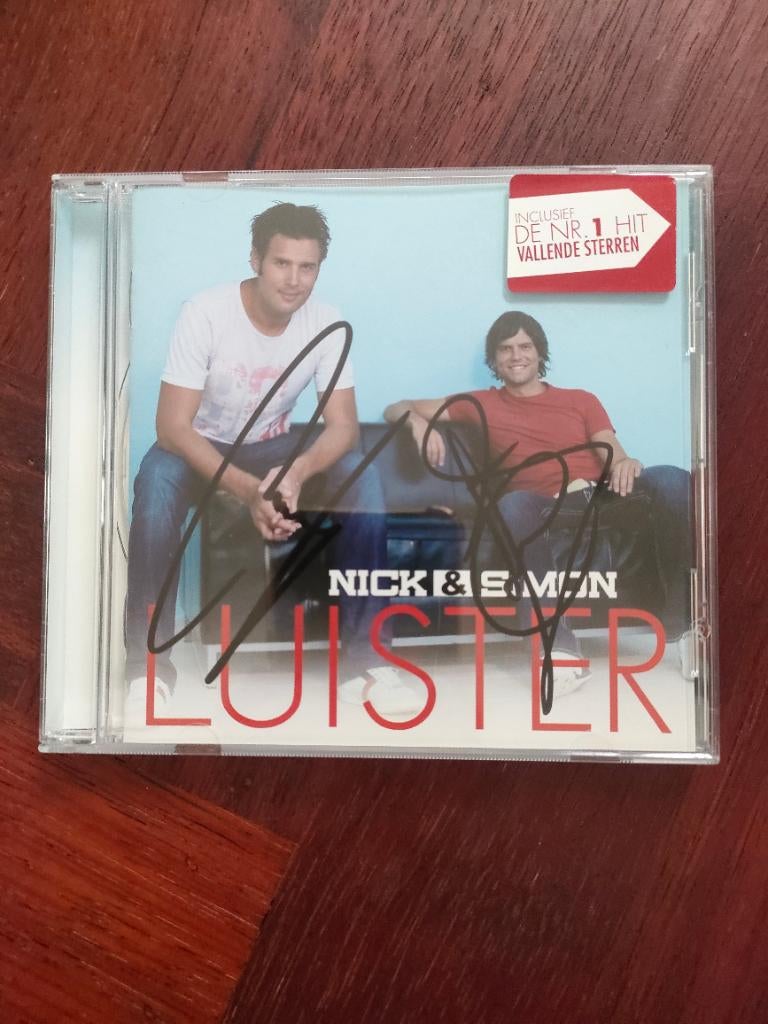 INCLUSIEF
DE NR. 1 HIT
VALLENDE STERREN
NICK & SIMON
LUISTER